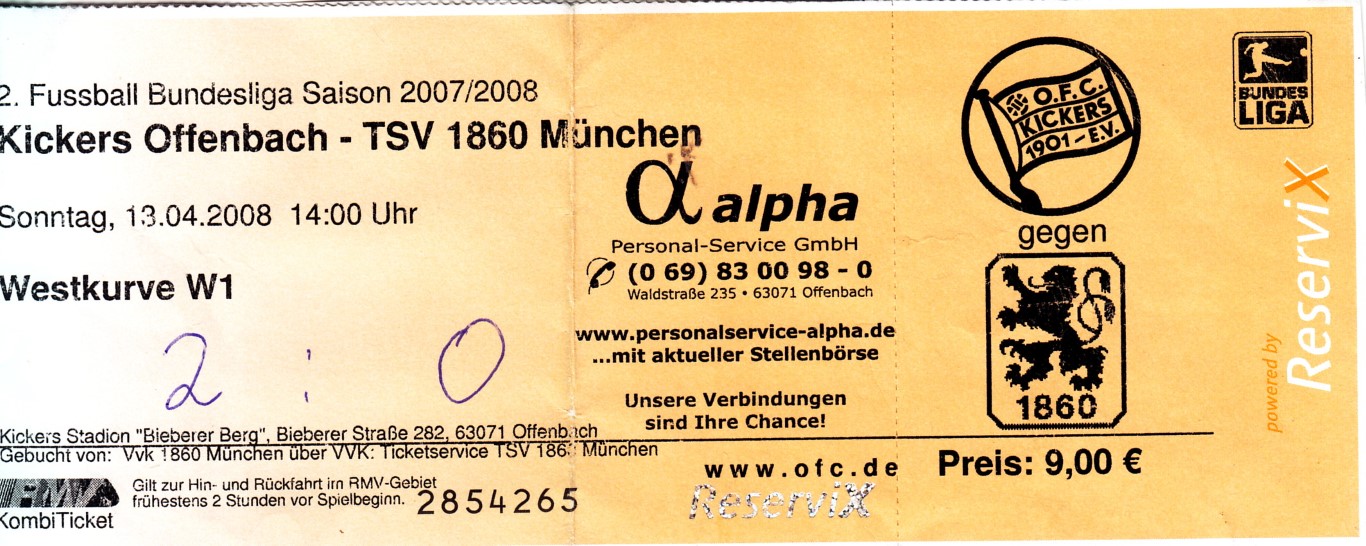 2. Fussball Bundesliga Saison 2007/2008
Kickers Offenbach - TSV 1860 München
Sonntag, 13.04.2008 14:00 Uhr
Westkurve W1
2 : 0
Kickers Stadion "Bieberer Berg", Bieberer Straße 282, 63071 Offenbach
Gebucht von: Vvk 1860 München über VVK: Ticketservice TSV 1860 München
RMV
KombiTicket
Gilt zur Hin- und Rückfahrt im RMV-Gebiet
frühestens 2 Stunden vor Spielbeginn.
2854265
α alpha
Personal-Service GmbH
(0 69) 83 00 98 - 0
Waldstraße 235 • 63071 Offenbach
www.personalservice-alpha.de
...mit aktueller Stellenbörse
Unsere Verbindungen
sind Ihre Chance!
www.ofc.de
ReserviX
O.F.C.
KICKERS
1901 - E.V.
gegen
1860
Preis: 9,00 €
BUNDES
LIGA
powered by
ReserviX